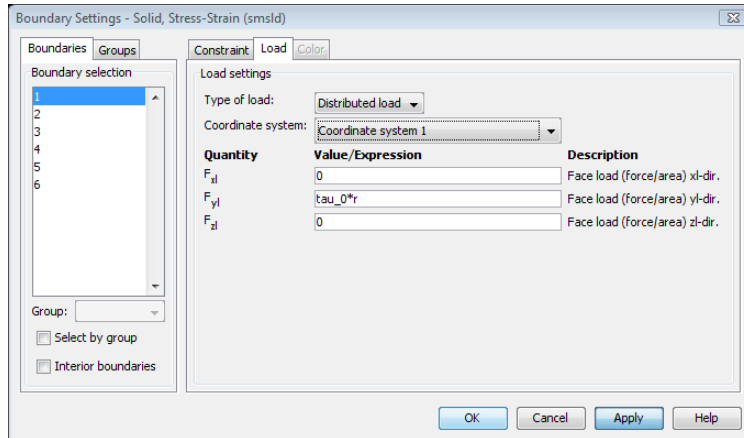 Boundary Settings - Solid, Stress-Strain (smsld)
Boundaries Groups
Boundary selection
1
2
3
4
5
6
Group:
Select by group
Interior boundaries
Constraint Load Color
Load settings
Type of load: Distributed load
Coordinate system: Coordinate system 1
Quantity Value/Expression Description
F_xl 0 Face load (force/area) xl-dir.
F_yl tau_0*r Face load (force/area) yl-dir.
F_zl 0 Face load (force/area) zl-dir.
OK Cancel Apply Help